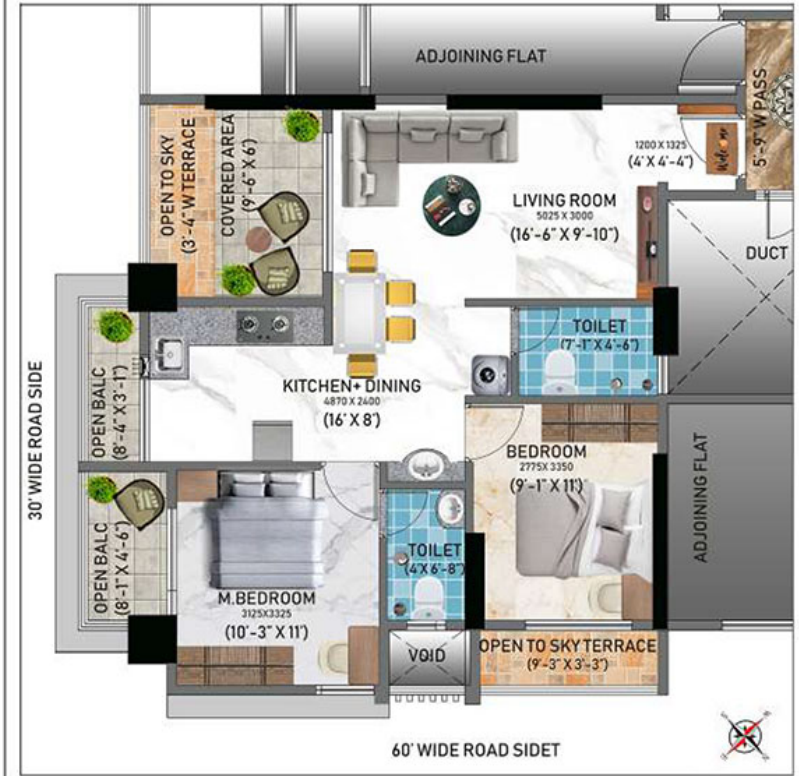 ADJOINING FLAT
5'-9" W PASS
OPEN TO SKY
(3'-4" W TERRACE
COVERED AREA
(9'-6" X 6')
1200 X 1325
(4' X 4'-4")
Welcome
LIVING ROOM
5025 X 3000
(16'-6" X 9'-10")
DUCT
TOILET
(7'-1" X 4'-6")
OPEN BALC
(8'-4" X 3'-1")
KITCHEN+ DINING
4870 X 2400
(16' X 8')
30' WIDE ROAD SIDE
BEDROOM
2775X 3350
(9'-1" X 11')
ADJOINING FLAT
OPEN BALC
(8'-1" X 4'-6")
TOILET
(4'X 6'-8")
M.BEDROOM
3125X3325
(10'-3" X 11')
VOID
OPEN TO SKY TERRACE
(9'-3" X 3'-3")
60' WIDE ROAD SIDET